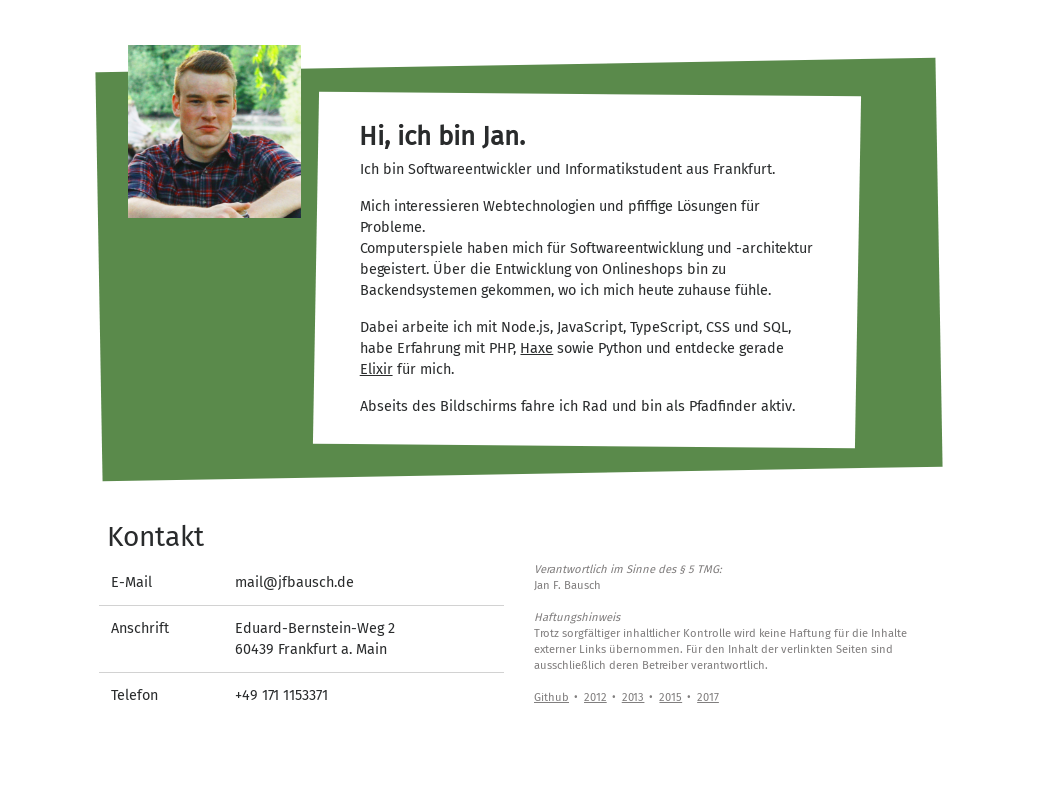 Hi, ich bin Jan.
Ich bin Softwareentwickler und Informatikstudent aus Frankfurt.
Mich interessieren Webtechnologien und pfiffige Lösungen für
Probleme.
Computerspiele haben mich für Softwareentwicklung und -architektur
begeistert. Über die Entwicklung von Onlineshops bin zu
Backendsystemen gekommen, wo ich mich heute zuhause fühle.
Dabei arbeite ich mit Node.js, JavaScript, TypeScript, CSS und SQL,
habe Erfahrung mit PHP, Haxe sowie Python und entdecke gerade
Elixir für mich.
Abseits des Bildschirms fahre ich Rad und bin als Pfadfinder aktiv.
Kontakt
E-Mail mail@jfbausch.de
Anschrift Eduard-Bernstein-Weg 2
60439 Frankfurt a. Main
Telefon +49 171 1153371
Verantwortlich im Sinne des § 5 TMG:
Jan F. Bausch
Haftungshinweis
Trotz sorgfältiger inhaltlicher Kontrolle wird keine Haftung für die Inhalte
externer Links übernommen. Für den Inhalt der verlinkten Seiten sind
ausschließlich deren Betreiber verantwortlich.
Github • 2012 • 2013 • 2015 • 2017